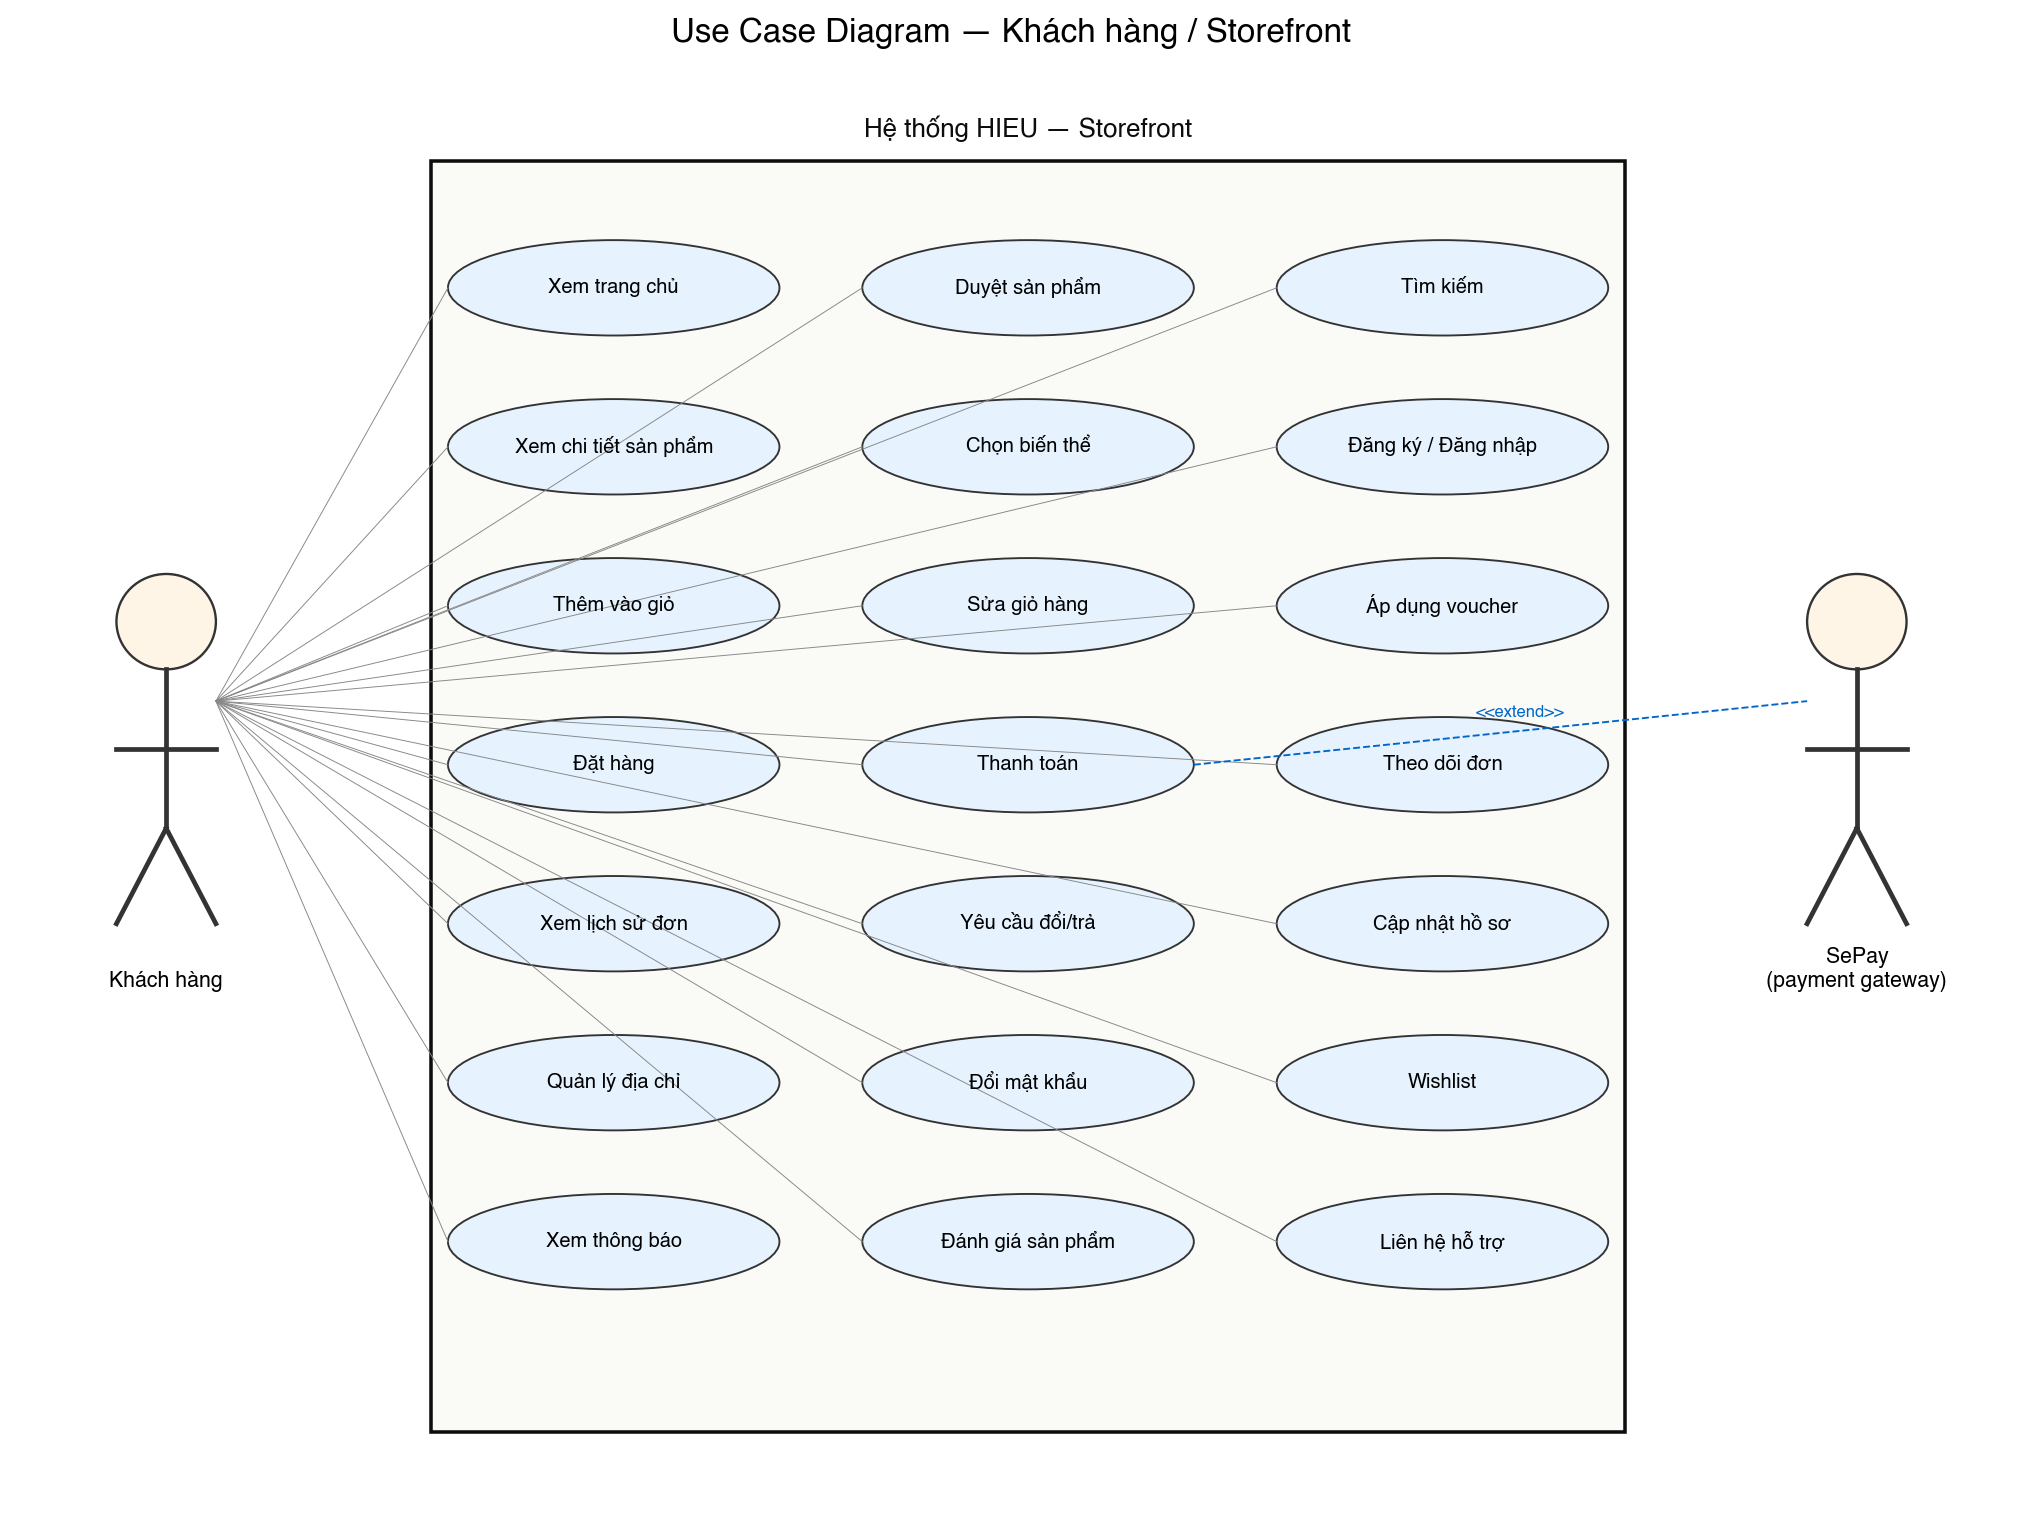 Use Case Diagram — Khách hàng / Storefront
Hệ thống HIEU — Storefront
Xem trang chủ
Duyệt sản phẩm
Tìm kiếm
Xem chi tiết sản phẩm
Chọn biến thể
Đăng ký / Đăng nhập
Thêm vào giỏ
Sửa giỏ hàng
Áp dụng voucher
<<extend>>
Đặt hàng
Thanh toán
Theo dõi đơn
Xem lịch sử đơn
Yêu cầu đổi/trả
Cập nhật hồ sơ
Khách hàng
SePay
(payment gateway)
Quản lý địa chỉ
Đổi mật khẩu
Wishlist
Xem thông báo
Đánh giá sản phẩm
Liên hệ hỗ trợ